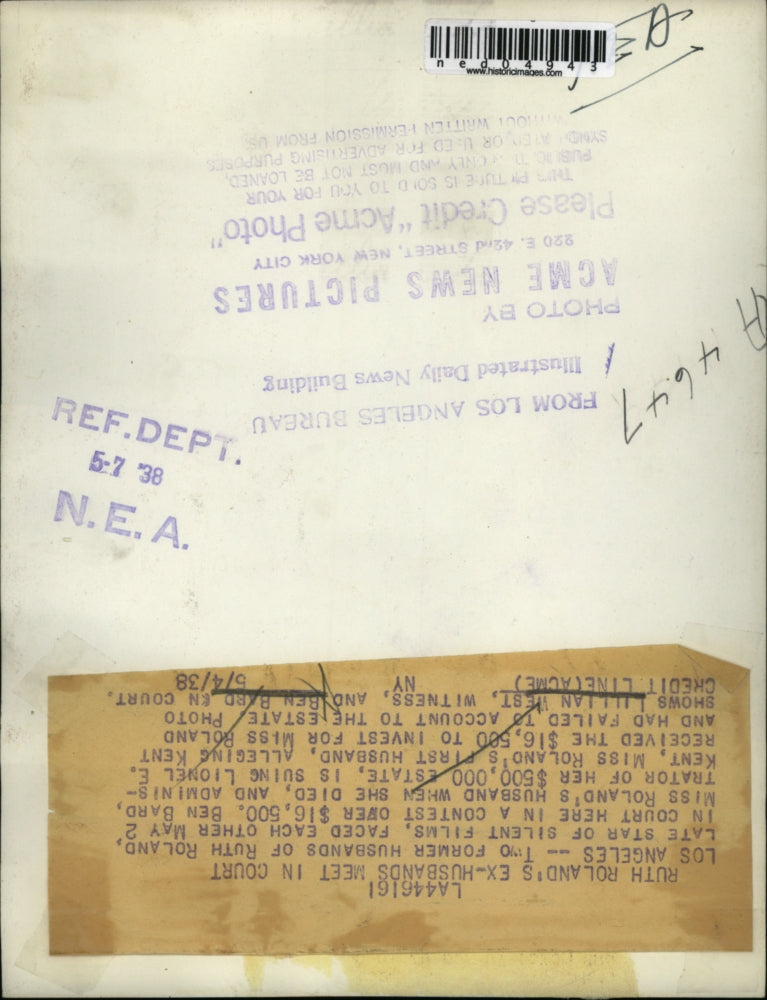 ned04943
www.historicimages.com
WITHOUT WRITTEN PERMISSION FROM US
OR USED FOR ADVERTISING PURPOSES
ONLY AND MUST NOT BE LOANED,
THIS PICTURE IS SOLD TO YOU FOR YOUR
Please Credit "Acme Photo"
220 E. 42nd STREET, NEW YORK CITY
ACME NEWS PICTURES
PHOTO BY
Illustrated Daily News Building
FROM LOS ANGELES BUREAU
REF. DEPT.
5-7 '38
N. E. A.
LA446161
RUTH ROLAND'S EX-HUSBANDS MEET IN COURT
LOS ANGELES -- TWO FORMER HUSBANDS OF RUTH ROLAND,
LATE STAR OF SILENT FILMS, FACED EACH OTHER MAY 2
IN COURT HERE IN A CONTEST OVER $16,500. BEN BARD,
MISS ROLAND'S HUSBAND WHEN SHE DIED, AND ADMINIS-
TRATOR OF HER $500,000 ESTATE, IS SUING LIONEL E.
KENT, MISS ROLAND'S FIRST HUSBAND, ALLEGING KENT
RECEIVED THE $16,500 TO INVEST FOR MISS ROLAND
AND HAD FAILED TO ACCOUNT TO THE ESTATE. PHOTO
SHOWS LILLIAN WEST, WITNESS, AND BEN BARD IN COURT.
CREDIT LINE(ACME) NY 5/4/38